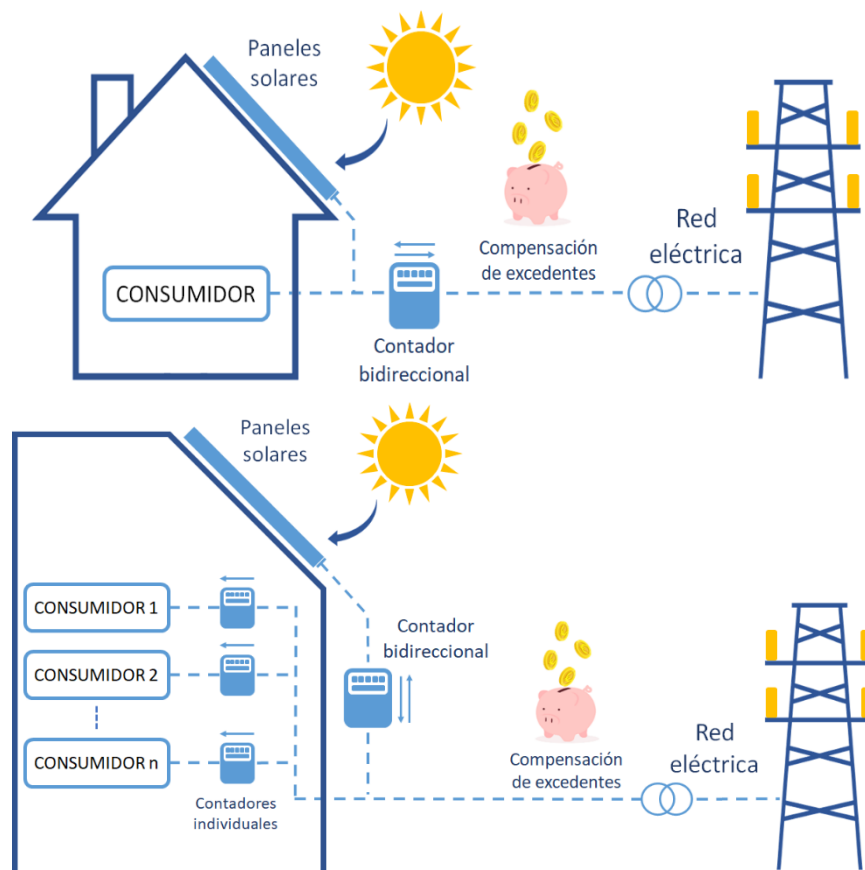 Paneles
solares
CONSUMIDOR
Contador
bidireccional
Compensación
de excedentes
Red
eléctrica
Paneles
solares
CONSUMIDOR 1
CONSUMIDOR 2
CONSUMIDOR n
Contadores
individuales
Contador
bidireccional
Compensación
de excedentes
Red
eléctrica